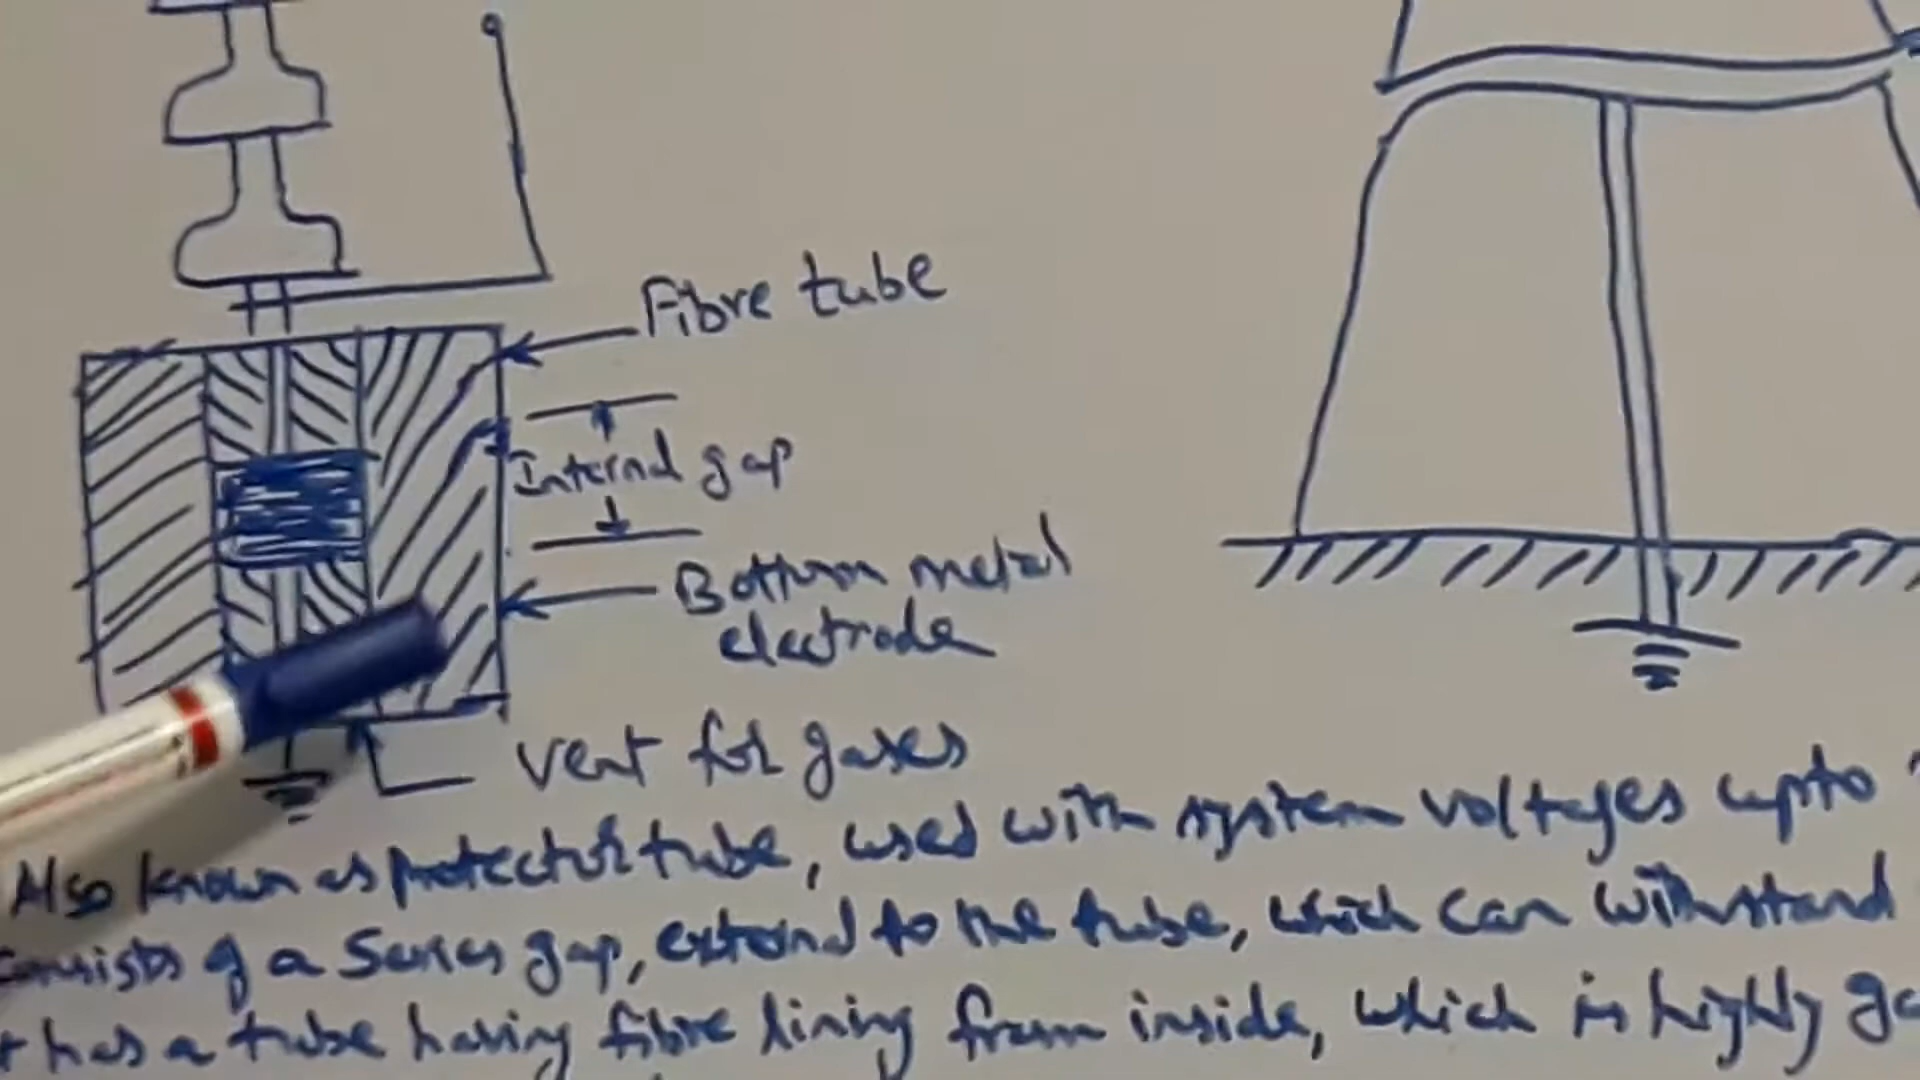 Fibre tube
Internal gap
Bottom metal
electrode
vent for gases
Also known as protector tube, used with system voltages upto
consists of a series gap, external to the tube, which can withstand
has a tube having fibre lining from inside, which is highly